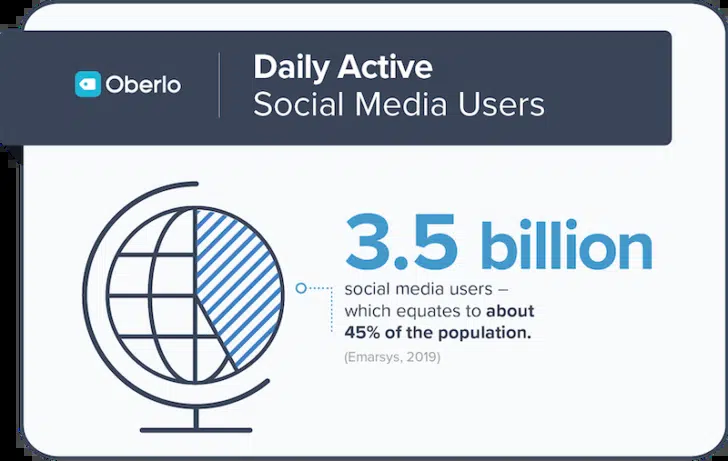 Oberlo
Daily Active
Social Media Users
3.5 billion
social media users –
which equates to about
45% of the population.
(Emarsys, 2019)